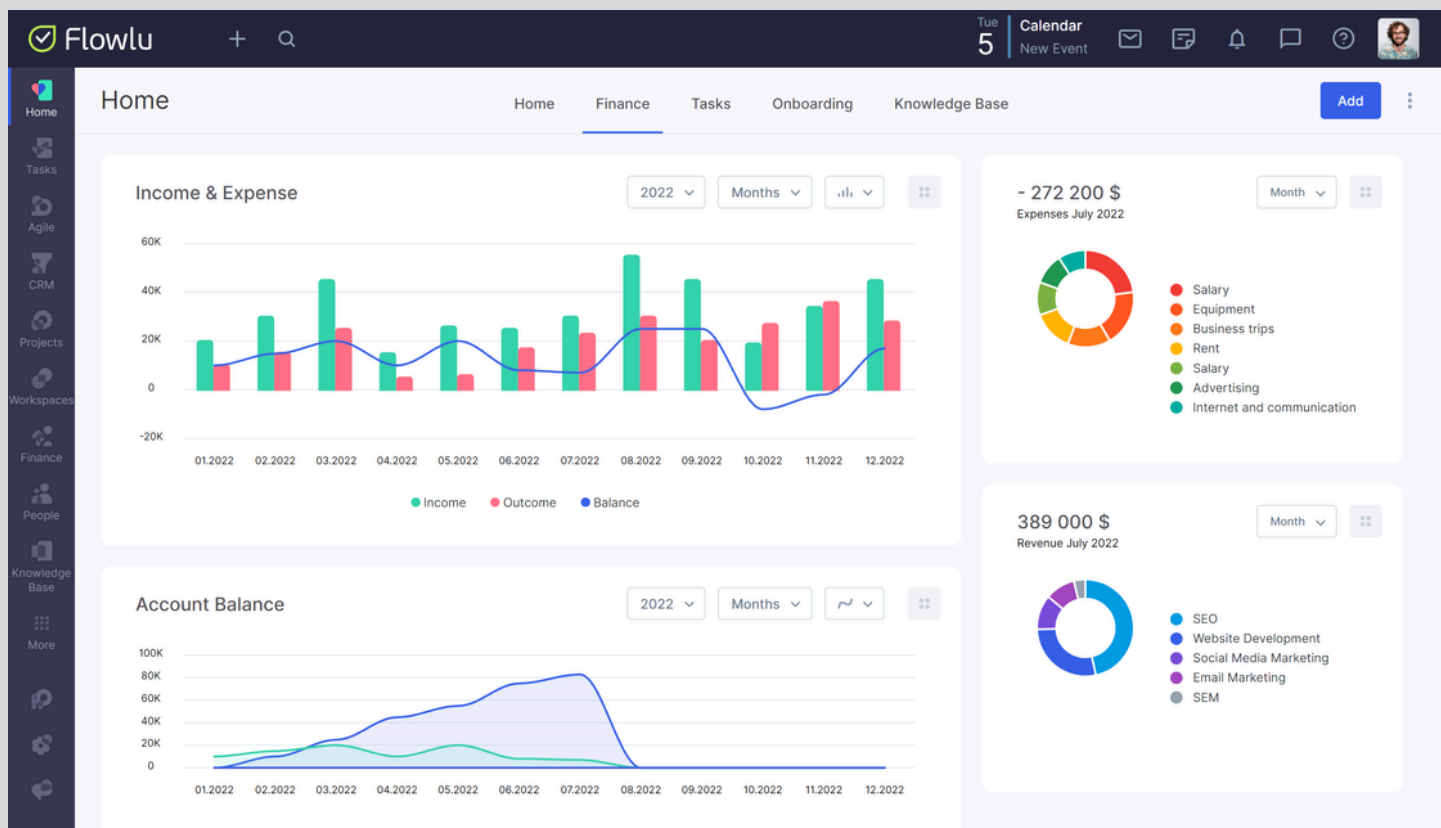 Flowlu
Tue
5
Calendar
New Event
Home
Tasks
Agile
CRM
Projects
Workspaces
Finance
People
Knowledge
Base
More
Home
Home Finance Tasks Onboarding Knowledge Base
Add
Income & Expense
2022 Months
60K
40K
20K
0
-20K
01.2022 02.2022 03.2022 04.2022 05.2022 06.2022 07.2022 08.2022 09.2022 10.2022 11.2022 12.2022
Income Outcome Balance
- 272 200 $
Expenses July 2022
Month
Salary
Equipment
Business trips
Rent
Salary
Advertising
Internet and communication
Account Balance
2022 Months
100K
80K
60K
40K
20K
0
01.2022 02.2022 03.2022 04.2022 05.2022 06.2022 07.2022 08.2022 09.2022 10.2022 11.2022 12.2022
389 000 $
Revenue July 2022
Month
SEO
Website Development
Social Media Marketing
Email Marketing
SEM